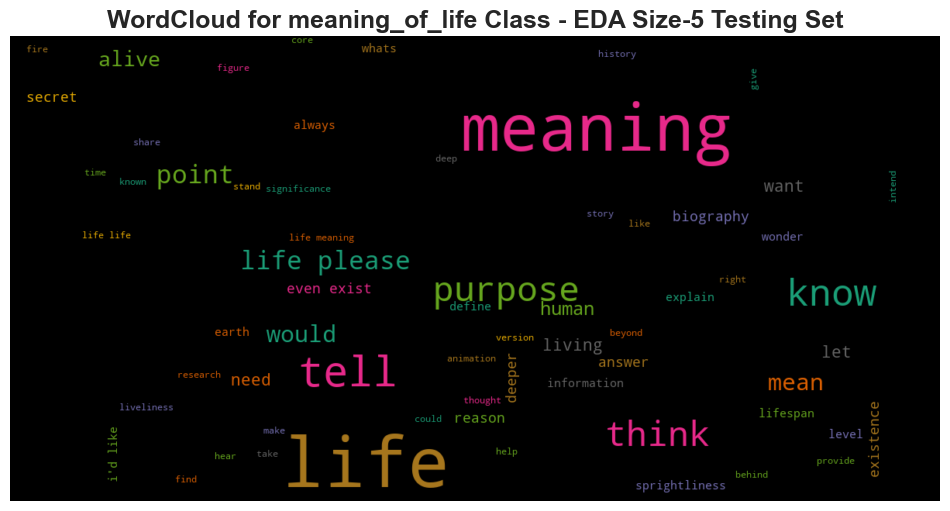 WordCloud for meaning_of_life Class - EDA Size-5 Testing Set
core
fire
whats
alive
history
figure
give
secret
meaning
always
share
deep
time
point
known
stand
significance
want
intend
story
biography
like
life life
life meaning
wonder
life please
right
even exist
purpose
know
explain
define
human
earth
would
version
beyond
living
let
animation
answer
research
tell
need
deeper
information
mean
thought
liveliness
lifespan
could
reason
existence
make
think
level
i'd like
hear
take
life
help
provide
find
behind
sprightliness